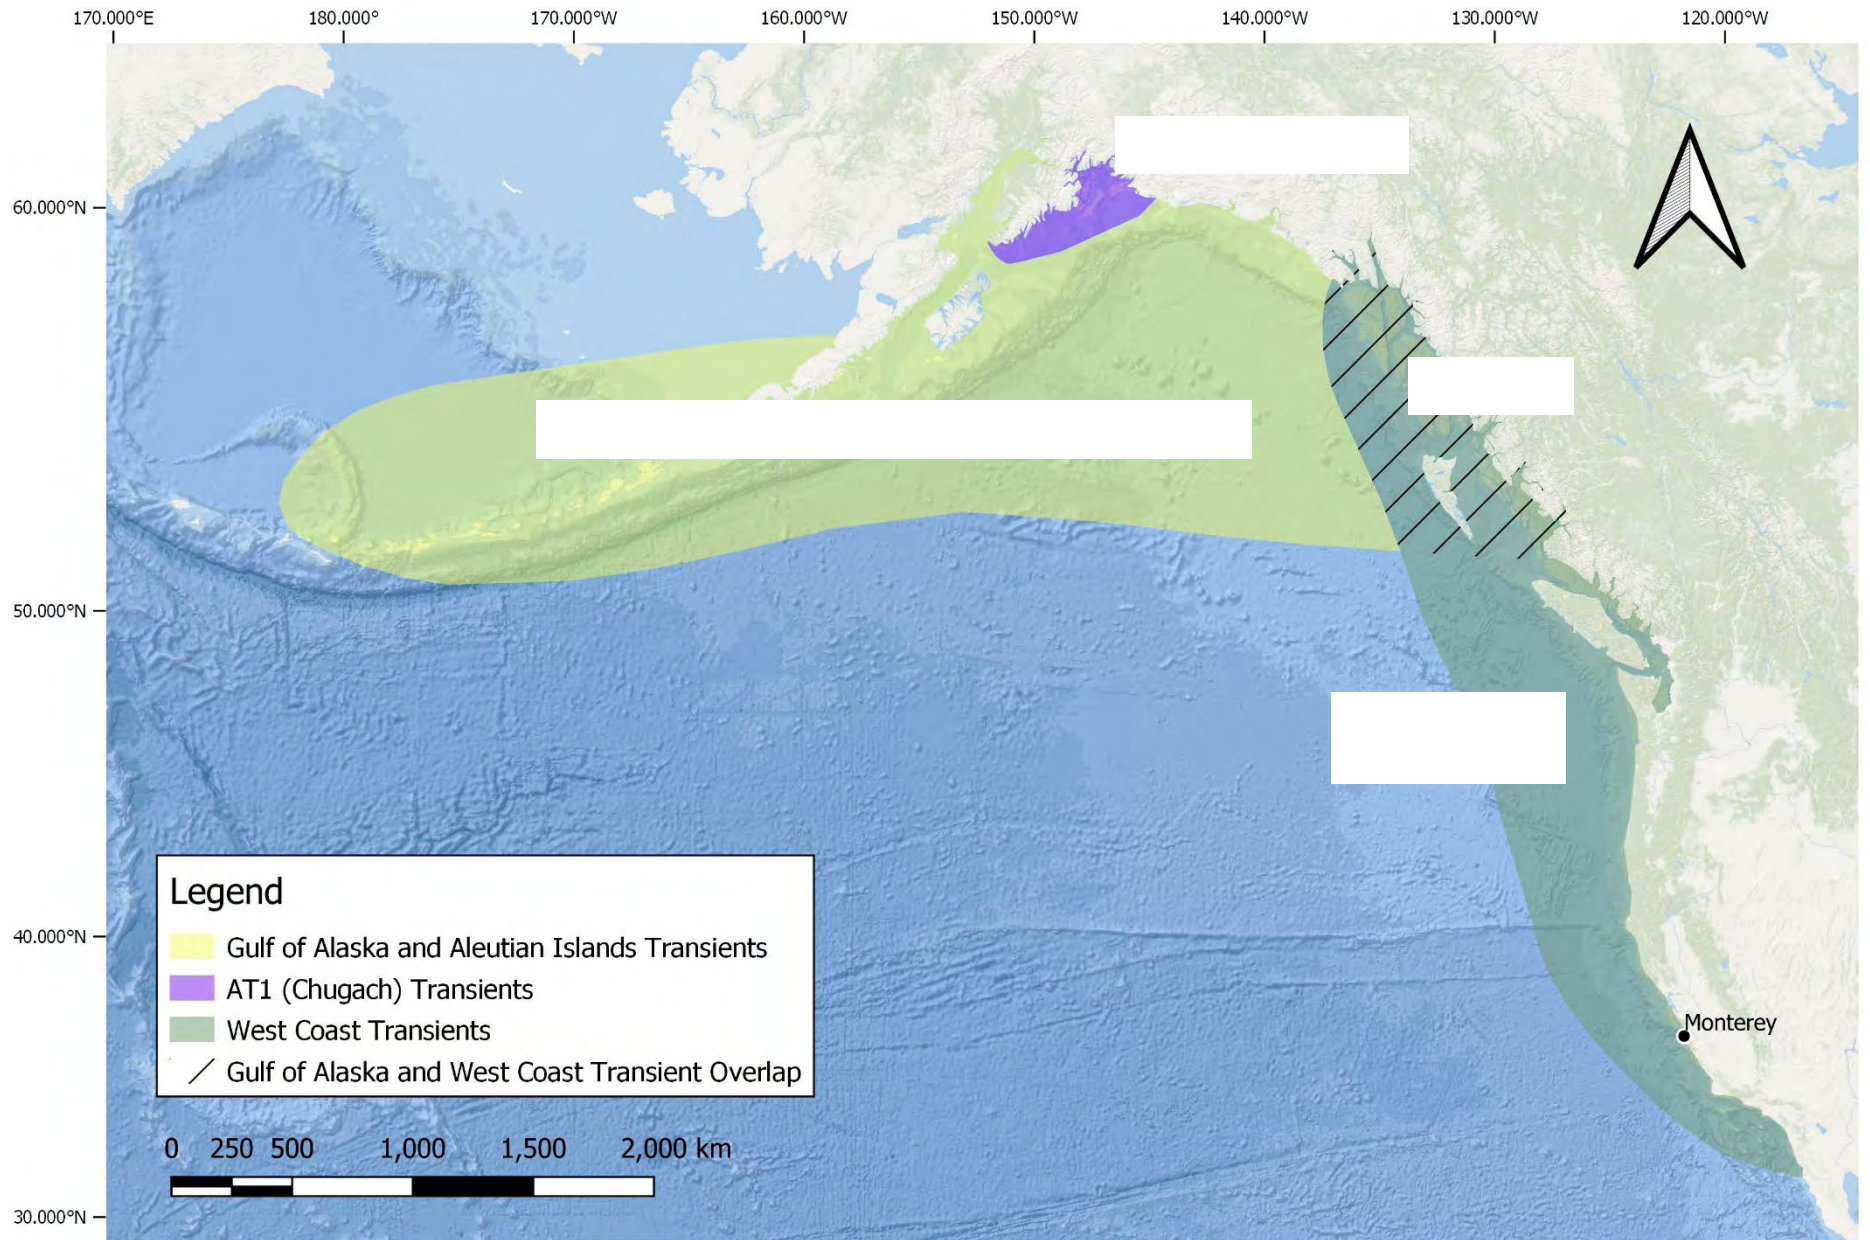 170.000°E 180.000° 170.000°W 160.000°W 150.000°W 140.000°W 130.000°W 120.000°W
60.000°N
50.000°N
40.000°N
30.000°N
Monterey
Legend
Gulf of Alaska and Aleutian Islands Transients
AT1 (Chugach) Transients
West Coast Transients
Gulf of Alaska and West Coast Transient Overlap
0 250 500 1,000 1,500 2,000 km